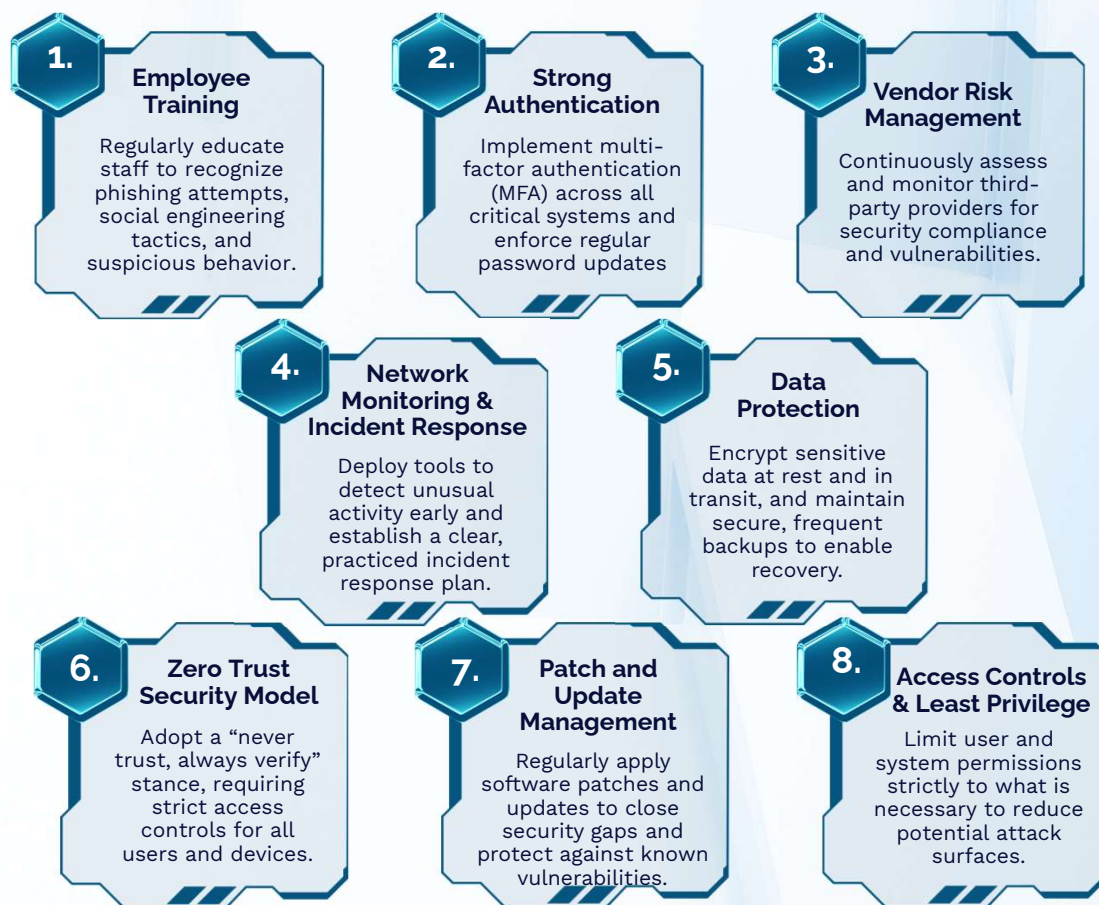 1.
Employee
Training
Regularly educate
staff to recognize
phishing attempts,
social engineering
tactics, and
suspicious behavior.
2.
Strong
Authentication
Implement multi-
factor authentication
(MFA) across all
critical systems and
enforce regular
password updates
3.
Vendor Risk
Management
Continuously assess
and monitor third-
party providers for
security compliance
and vulnerabilities.
4.
Network
Monitoring &
Incident Response
Deploy tools to
detect unusual
activity early and
establish a clear,
practiced incident
response plan.
5.
Data
Protection
Encrypt sensitive
data at rest and in
transit, and maintain
secure, frequent
backups to enable
recovery.
6.
Zero Trust
Security Model
Adopt a “never
trust, always verify”
stance, requiring
strict access
controls for all
users and devices.
7.
Patch and
Update
Management
Regularly apply
software patches and
updates to close
security gaps and
protect against known
vulnerabilities.
8.
Access Controls
& Least Privilege
Limit user and
system permissions
strictly to what is
necessary to reduce
potential attack
surfaces.